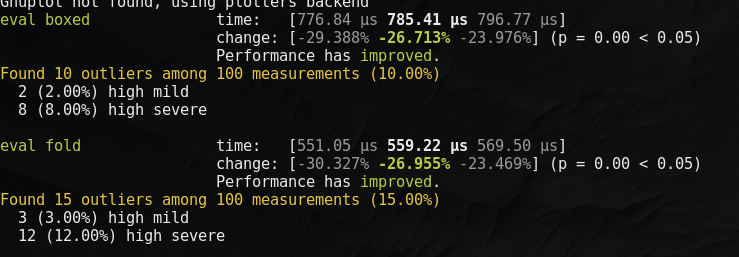 Gnuplot not found, using plotters backend
eval boxed time: [776.84 µs 785.41 µs 796.77 µs]
change: [-29.388% -26.713% -23.976%] (p = 0.00 < 0.05)
Performance has improved.
Found 10 outliers among 100 measurements (10.00%)
2 (2.00%) high mild
8 (8.00%) high severe
eval fold time: [551.05 µs 559.22 µs 569.50 µs]
change: [-30.327% -26.955% -23.469%] (p = 0.00 < 0.05)
Performance has improved.
Found 15 outliers among 100 measurements (15.00%)
3 (3.00%) high mild
12 (12.00%) high severe